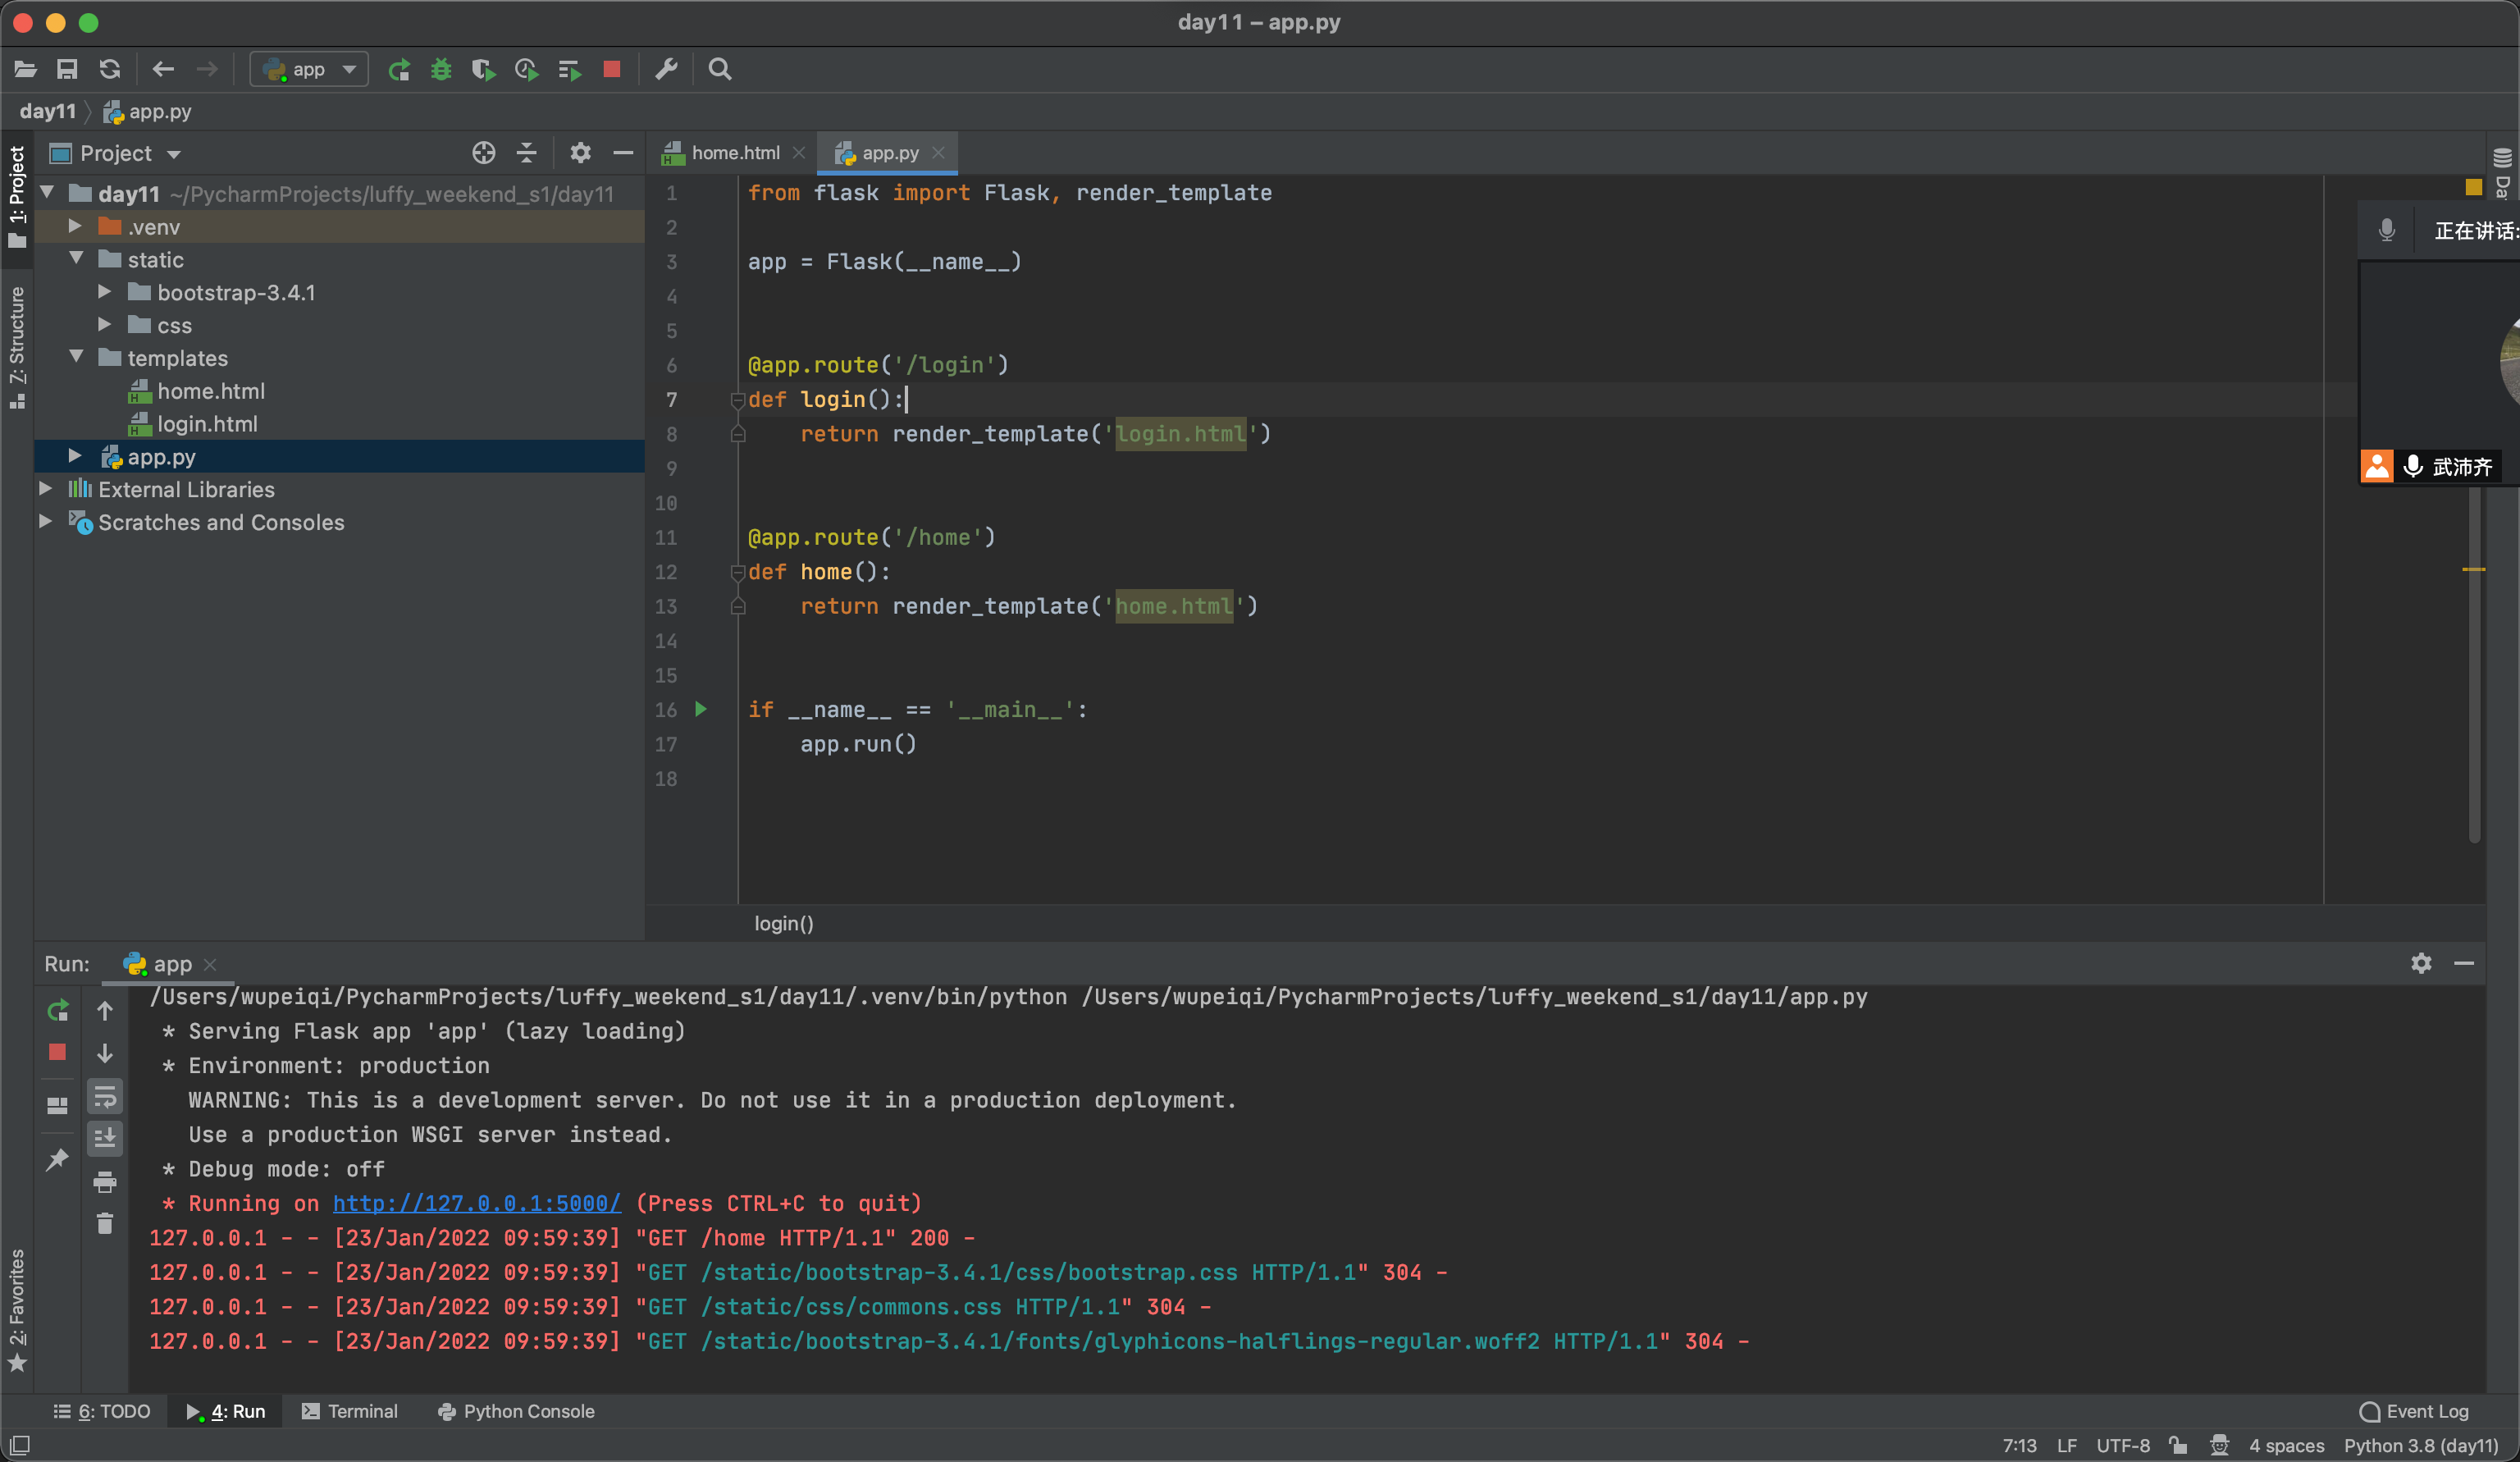 day11 – app.py
app
day11
app.py
Project
home.html
app.py
1: Project
Z: Structure
2: Favorites
day11 ~/PycharmProjects/luffy_weekend_s1/day11
.venv
static
bootstrap-3.4.1
css
templates
home.html
login.html
app.py
External Libraries
Scratches and Consoles
1 from flask import Flask, render_template
2
3 app = Flask(__name__)
4
5
6 @app.route('/login')
7 def login():
8     return render_template('login.html')
9
10
11 @app.route('/home')
12 def home():
13     return render_template('home.html')
14
15
16 if __name__ == '__main__':
17     app.run()
18
login()
正在讲话:
武沛齐
Run: app
/Users/wupeiqi/PycharmProjects/luffy_weekend_s1/day11/.venv/bin/python /Users/wupeiqi/PycharmProjects/luffy_weekend_s1/day11/app.py
* Serving Flask app 'app' (lazy loading)
* Environment: production
WARNING: This is a development server. Do not use it in a production deployment.
Use a production WSGI server instead.
* Debug mode: off
* Running on http://127.0.0.1:5000/ (Press CTRL+C to quit)
127.0.0.1 - - [23/Jan/2022 09:59:39] "GET /home HTTP/1.1" 200 -
127.0.0.1 - - [23/Jan/2022 09:59:39] "GET /static/bootstrap-3.4.1/css/bootstrap.css HTTP/1.1" 304 -
127.0.0.1 - - [23/Jan/2022 09:59:39] "GET /static/css/commons.css HTTP/1.1" 304 -
127.0.0.1 - - [23/Jan/2022 09:59:39] "GET /static/bootstrap-3.4.1/fonts/glyphicons-halflings-regular.woff2 HTTP/1.1" 304 -
6: TODO
4: Run
Terminal
Python Console
Event Log
7:13
LF
UTF-8
4 spaces
Python 3.8 (day11)